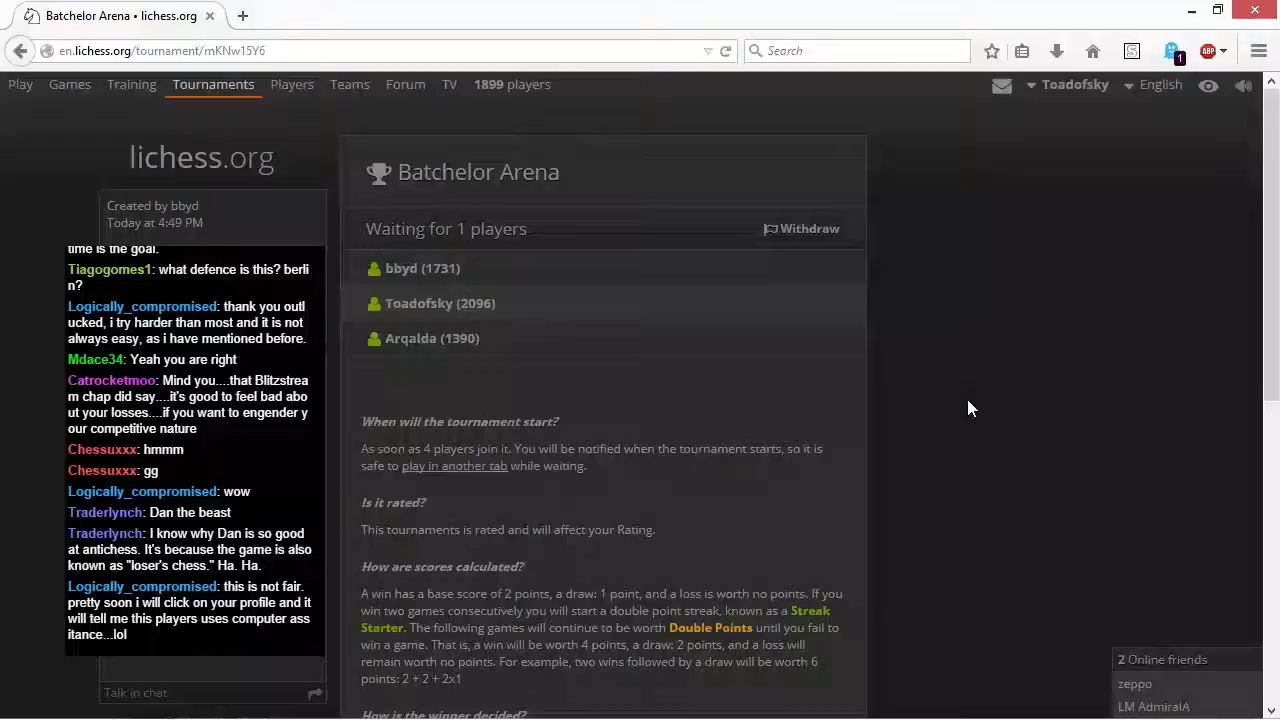 Batchelor Arena • lichess.org
en.lichess.org/tournament/mKNw15Y6
Search
S
1
ABP
Play Games Training Tournaments Players Teams Forum TV 1899 players
Toadofsky English
lichess.org
Created by bbyd
Today at 4:49 PM
time is the goal.
Tiagogomes1: what defence is this? berli
n?
Logically_compromised: thank you outl
ucked, i try harder than most and it is not
always easy, as i have mentioned before.
Mdace34: Yeah you are right
Catrocketmoo: Mind you....that Blitzstrea
m chap did say....it's good to feel bad abo
ut your losses....if you want to engender y
our competitive nature
Chessuxxx: hmmm
Chessuxxx: gg
Logically_compromised: wow
Traderlynch: Dan the beast
Traderlynch: I know why Dan is so good
at antichess. It's because the game is also
known as "loser's chess." Ha. Ha.
Logically_compromised: this is not fair.
pretty soon i will click on your profile and it
will tell me this players uses computer ass
itance...lol
Talk in chat
Batchelor Arena
Waiting for 1 players
Withdraw
bbyd (1731)
Toadofsky (2096)
Arqalda (1390)
When will the tournament start?
As soon as 4 players join it. You will be notified when the tournament starts, so it is
safe to play in another tab while waiting.
Is it rated?
This tournaments is rated and will affect your Rating.
How are scores calculated?
A win has a base score of 2 points, a draw: 1 point, and a loss is worth no points. If you
win two games consecutively you will start a double point streak, known as a Streak
Starter. The following games will continue to be worth Double Points until you fail to
win a game. That is, a win will be worth 4 points, a draw: 2 points, and a loss will
remain worth no points. For example, two wins followed by a draw will be worth 6
points: 2 + 2 + 2x1
How is the winner decided?
2 Online friends
zeppo
LM AdmiralA